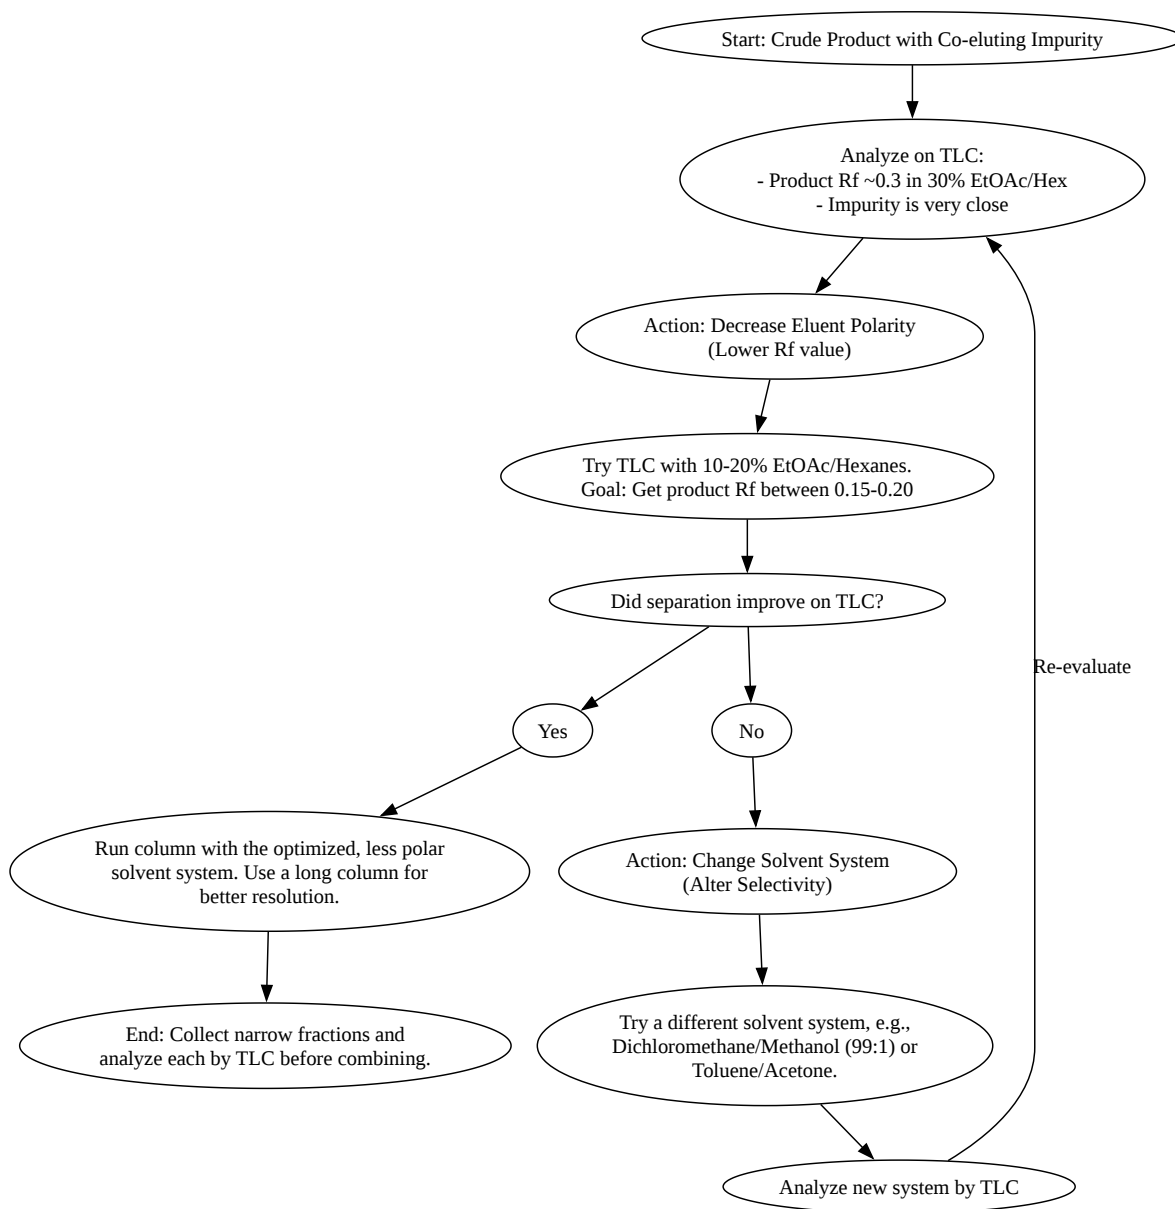 Start: Crude Product with Co-eluting Impurity
Analyze on TLC:
- Product Rf ~0.3 in 30% EtOAc/Hex
- Impurity is very close
Action: Decrease Eluent Polarity
(Lower Rf value)
Try TLC with 10-20% EtOAc/Hexanes.
Goal: Get product Rf between 0.15-0.20
Did separation improve on TLC?
Re-evaluate
Yes
No
Run column with the optimized, less polar
solvent system. Use a long column for
better resolution.
Action: Change Solvent System
(Alter Selectivity)
End: Collect narrow fractions and
analyze each by TLC before combining.
Try a different solvent system, e.g.,
Dichloromethane/Methanol (99:1) or
Toluene/Acetone.
Analyze new system by TLC